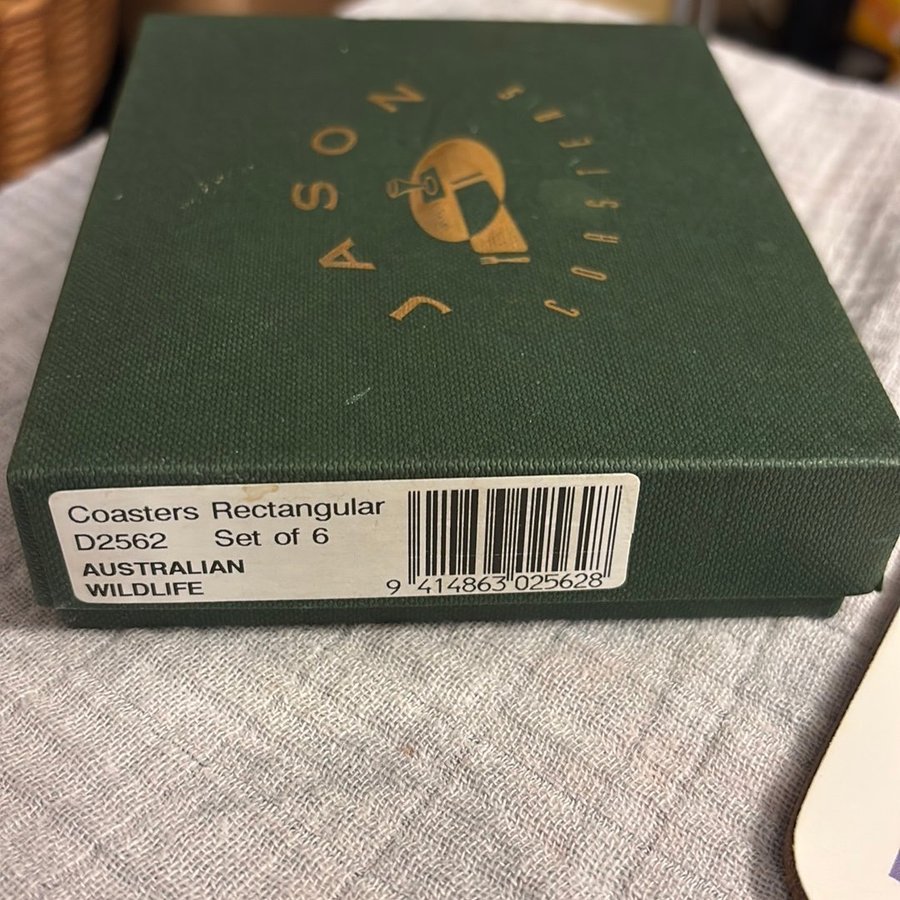 JASON
COASTERS
Coasters Rectangular
D2562 Set of 6
AUSTRALIAN
WILDLIFE
9 414863 025628